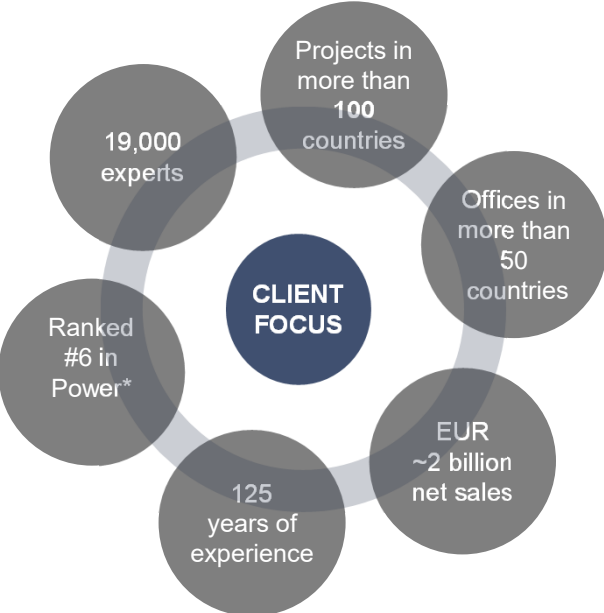 Projects in
more than
100
countries
19,000
experts
Offices in
more than
50
countries
CLIENT
FOCUS
Ranked
#6 in
Power*
EUR
~2 billion
net sales
125
years of
experience